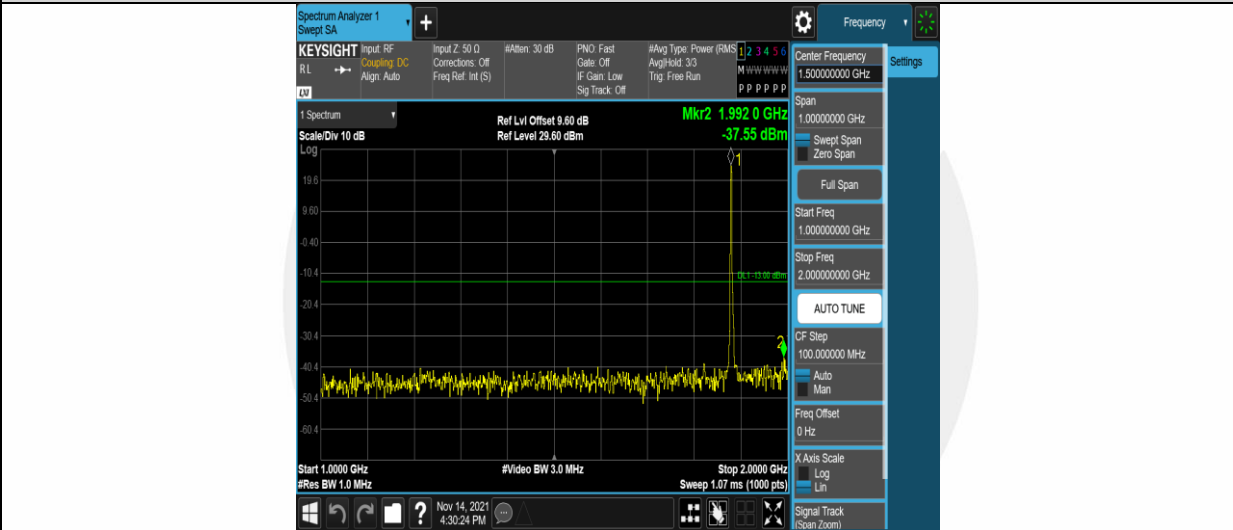 Spectrum Analyzer 1
Swept SA
+
Frequency
KEYSIGHT
RL
LXI
Input: RF
Coupling: DC
Align: Auto
Input Z: 50 Ω
Corrections: Off
Freq Ref: Int (S)
#Atten: 30 dB
PNO: Fast
Gate: Off
IF Gain: Low
Sig Track: Off
#Avg Type: Power (RMS
Avg|Hold: 3/3
Trig: Free Run
1 2 3 4 5 6
M W W W W W
P P P P P P
1 Spectrum
Scale/Div 10 dB
Ref Lvl Offset 9.60 dB
Ref Level 29.60 dBm
Mkr2 1.992 0 GHz
-37.55 dBm
Log
1
19.6
9.60
-0.40
-10.4
DL1 -13.00 dBm
-20.4
-30.4
2
-40.4
-50.4
-60.4
Start 1.0000 GHz
#Video BW 3.0 MHz
Stop 2.0000 GHz
#Res BW 1.0 MHz
Sweep 1.07 ms (1000 pts)
?
Nov 14, 2021
4:30:24 PM
Center Frequency
1.500000000 GHz
Settings
Span
1.00000000 GHz
Swept Span
Zero Span
Full Span
Start Freq
1.000000000 GHz
Stop Freq
2.000000000 GHz
AUTO TUNE
CF Step
100.000000 MHz
Auto
Man
Freq Offset
0 Hz
X Axis Scale
Log
Lin
Signal Track
(Span Zoom)